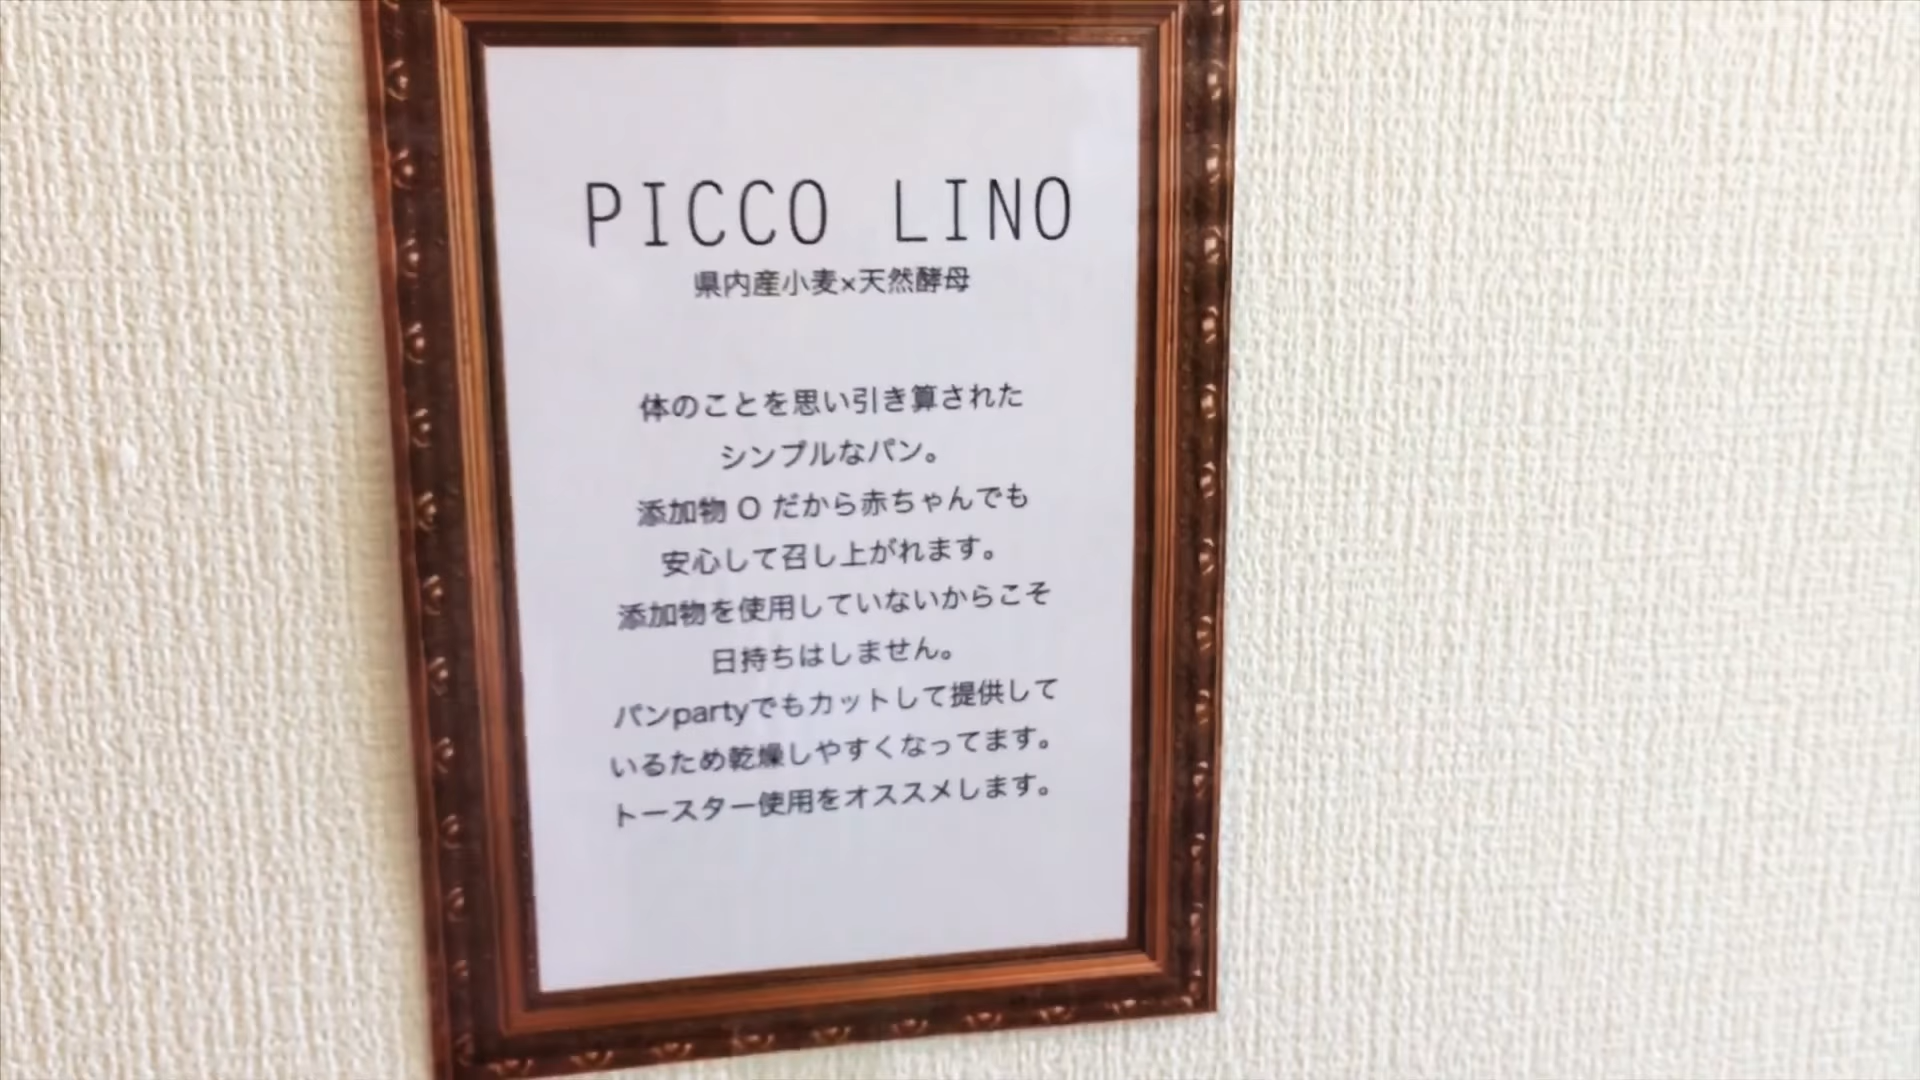 PICCO LINO
県内産小麦×天然酵母
体のことを思い引き算された
シンプルなパン。
添加物 0 だから赤ちゃんでも
安心して召し上がれます。
添加物を使用していないからこそ
日持ちはしません。
パンpartyでもカットして提供して
いるため乾燥しやすくなってます。
トースター使用をオススメします。